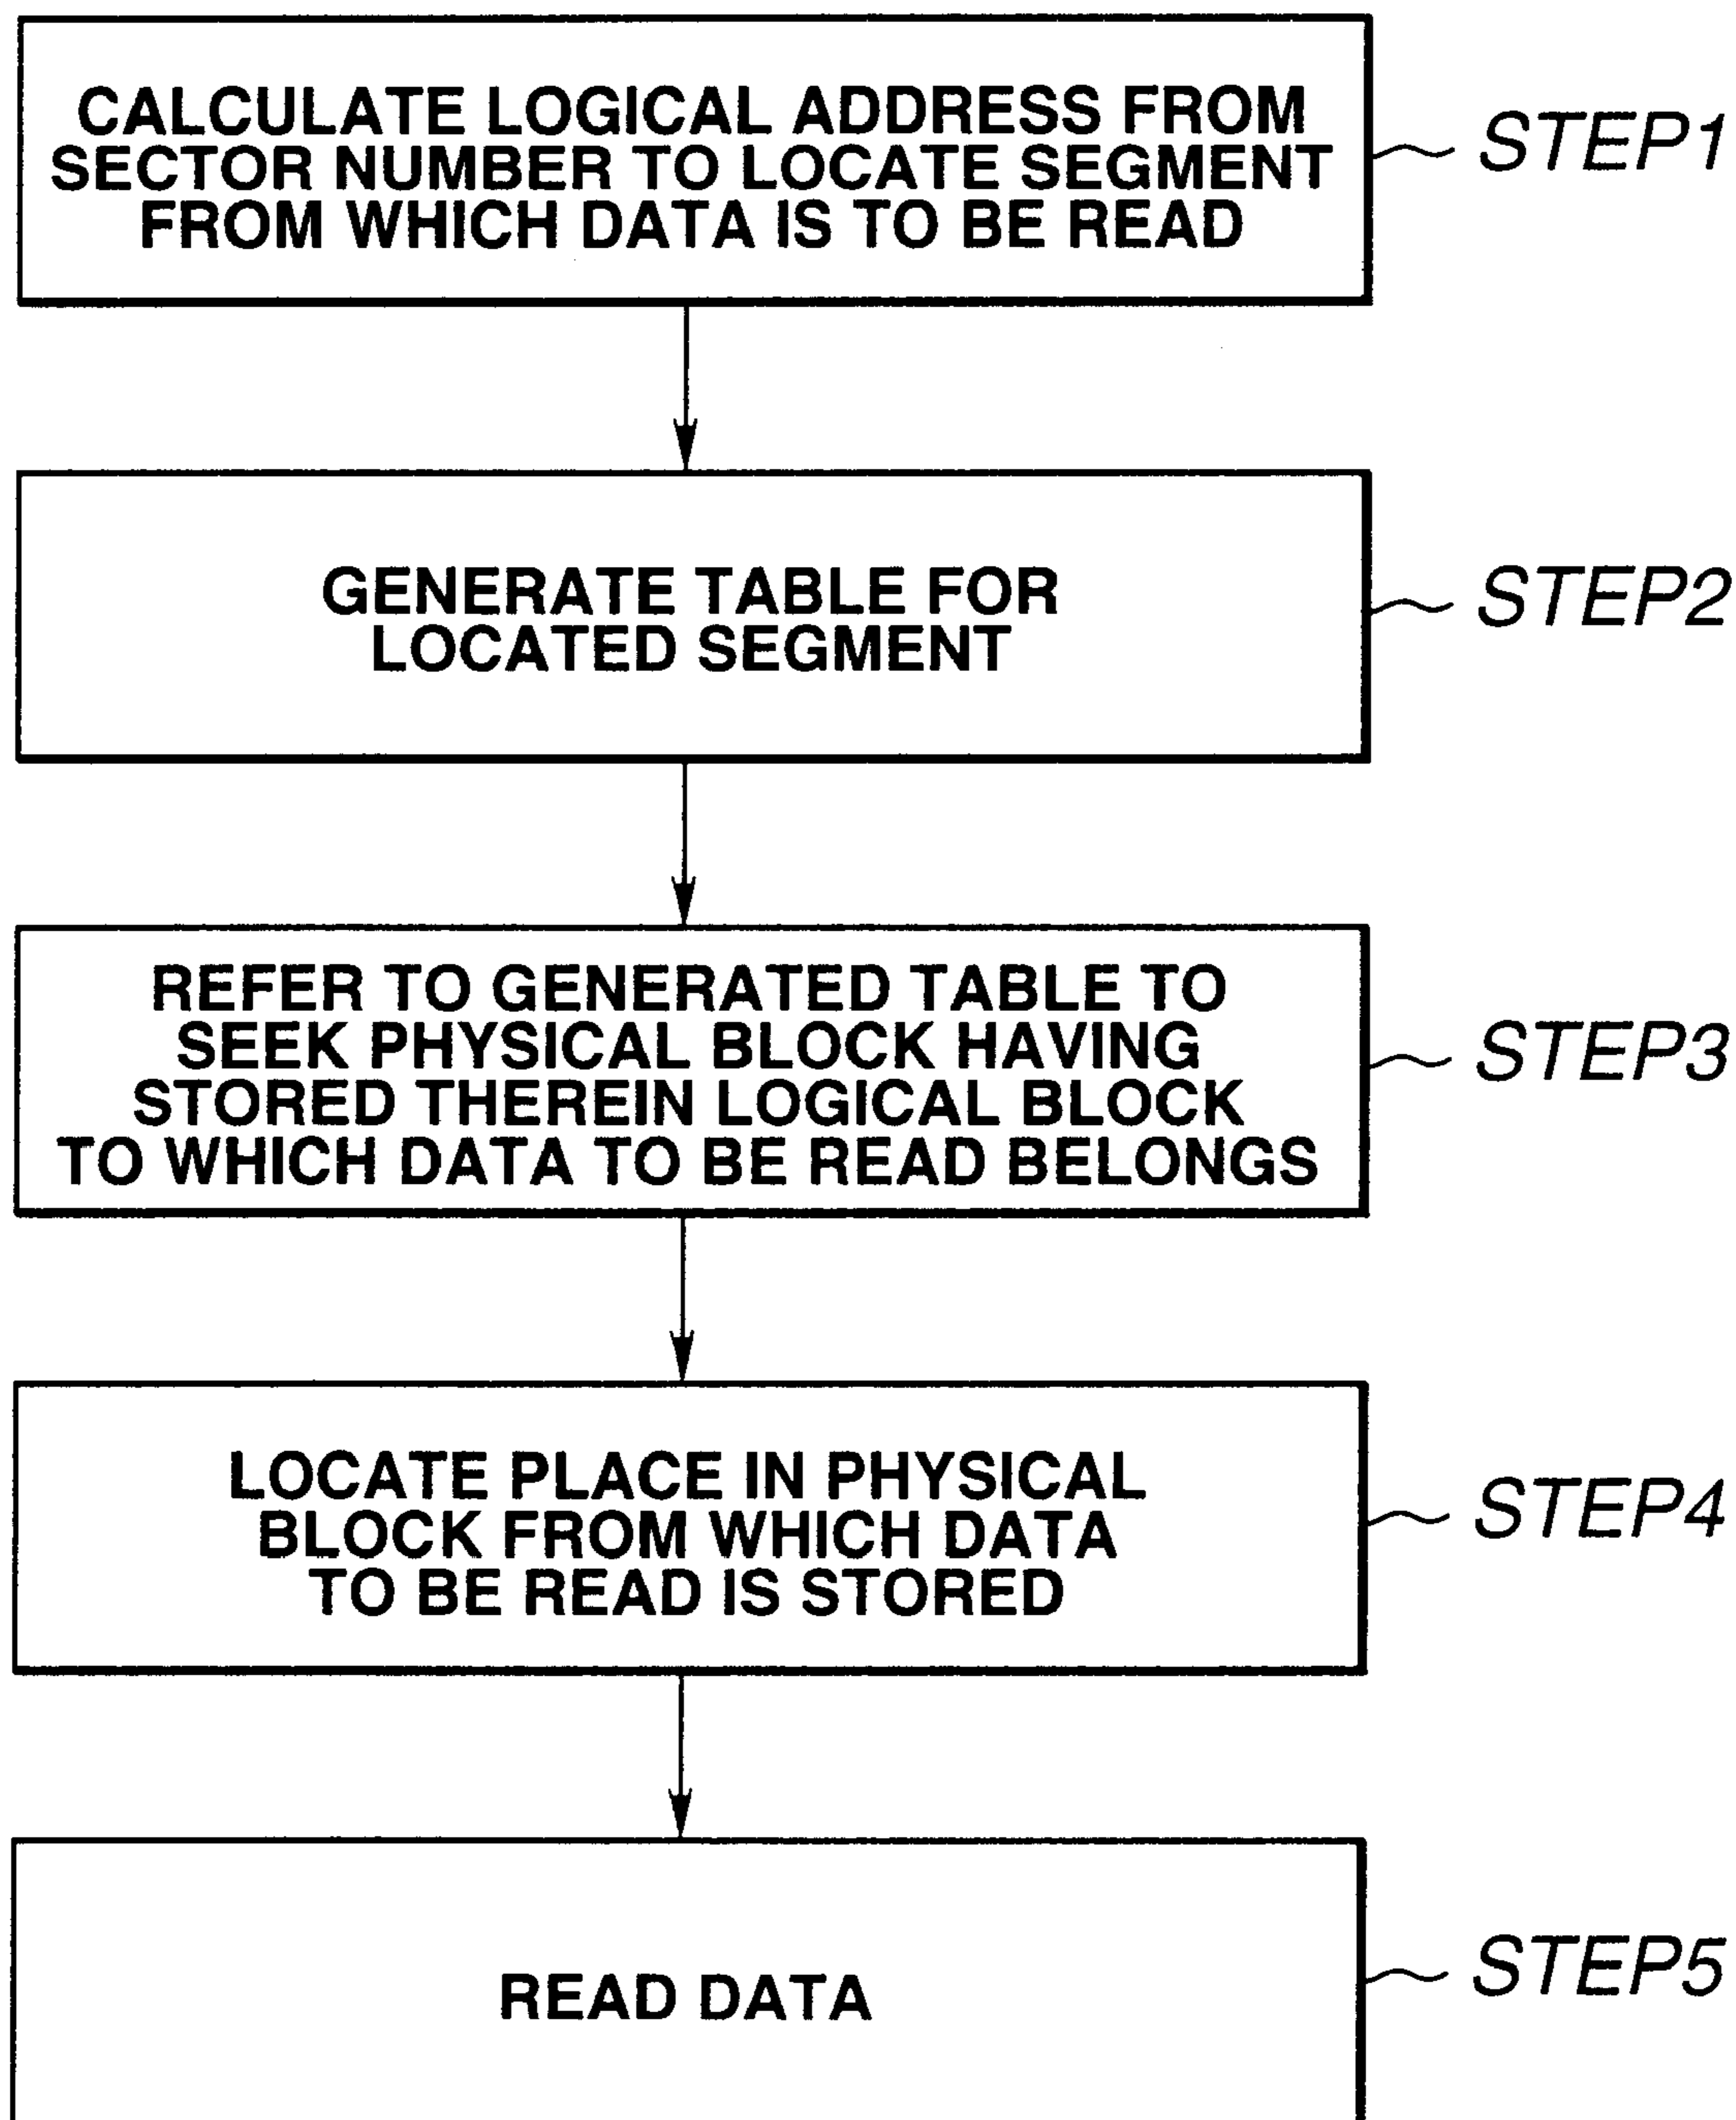 CALCULATE LOGICAL ADDRESS FROM
SECTOR NUMBER TO LOCATE SEGMENT
FROM WHICH DATA IS TO BE READ
STEP1
GENERATE TABLE FOR
LOCATED SEGMENT
STEP2
REFER TO GENERATED TABLE TO
SEEK PHYSICAL BLOCK HAVING
STORED THEREIN LOGICAL BLOCK
TO WHICH DATA TO BE READ BELONGS
STEP3
LOCATE PLACE IN PHYSICAL
BLOCK FROM WHICH DATA
TO BE READ IS STORED
STEP4
READ DATA
STEP5